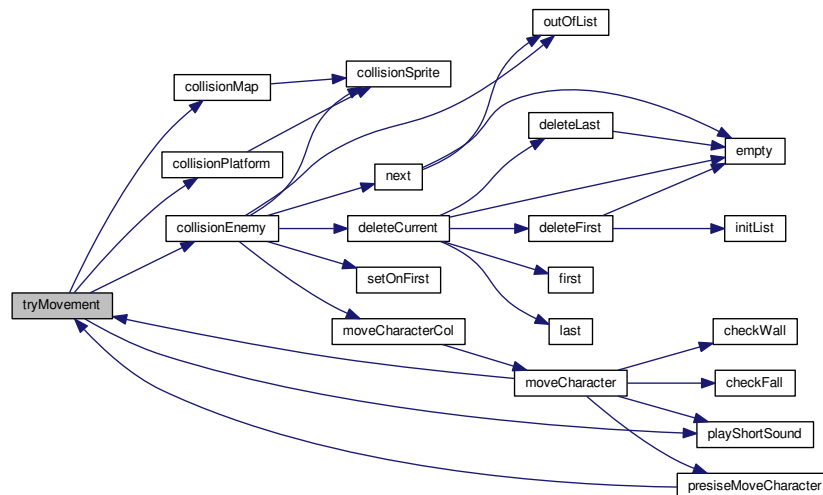 outOfList
collisionSprite
collisionMap
deleteLast
empty
collisionPlatform
next
collisionEnemy
deleteCurrent
deleteFirst
initList
setOnFirst
first
tryMovement
moveCharacterCol
last
checkWall
moveCharacter
checkFall
playShortSound
presiseMoveCharacter